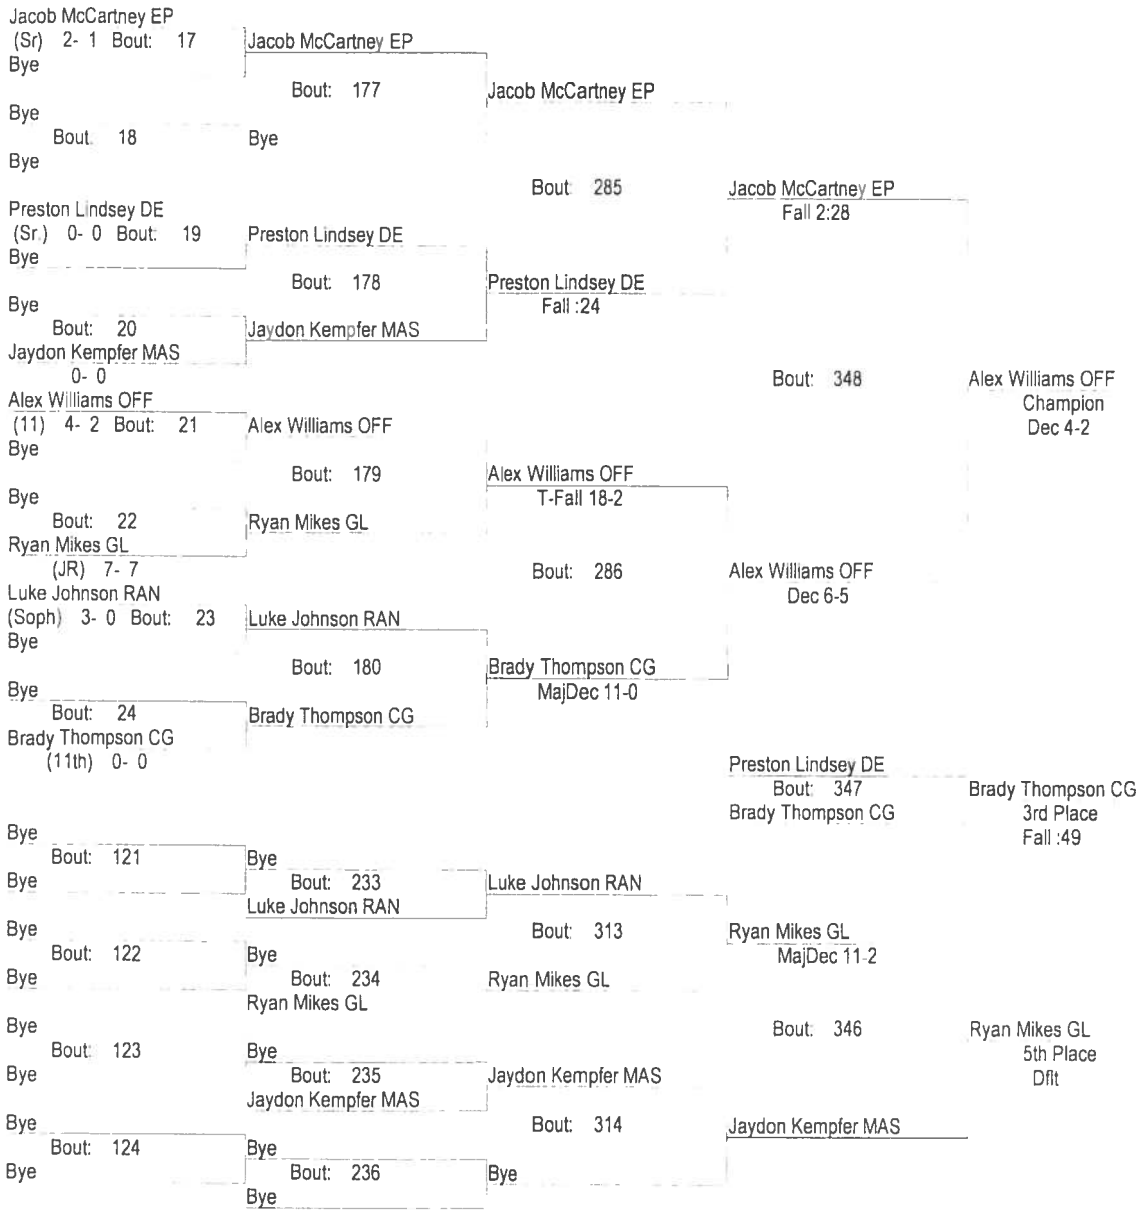 Jacob McCartney EP
(Sr) 2- 1 Bout: 17 Jacob McCartney EP
Bye
Bout: 177 Jacob McCartney EP
Bye
Bout. 18 Bye
Bye
Bout: 285 Jacob McCartney EP
Preston Lindsey DE Fall 2:28
(Sr.) 0- 0 Bout: 19 Preston Lindsey DE
Bye
Bout: 178 Preston Lindsey DE
Bye Fall :24
Bout: 20 Jaydon Kempfer MAS
Jaydon Kempfer MAS
0- 0 Bout: 348 Alex Williams OFF
Alex Williams OFF Champion
(11) 4- 2 Bout: 21 Alex Williams OFF Dec 4-2
Bye
Bout: 179 Alex Williams OFF
Bye T-Fall 18-2
Bout: 22 Ryan Mikes GL
Ryan Mikes GL
(JR) 7- 7 Bout: 286 Alex Williams OFF
Luke Johnson RAN Dec 6-5
(Soph) 3- 0 Bout: 23 Luke Johnson RAN
Bye
Bout: 180 Brady Thompson CG
Bye MajDec 11-0
Bout: 24 Brady Thompson CG
Brady Thompson CG
(11th) 0- 0 Preston Lindsey DE
Bout: 347 Brady Thompson CG
Brady Thompson CG 3rd Place
Bye Fall :49
Bout: 121 Bye
Bye Bout: 233 Luke Johnson RAN
Luke Johnson RAN
Bye Bout: 313 Ryan Mikes GL
Bout: 122 Bye MajDec 11-2
Bye Bout: 234 Ryan Mikes GL
Ryan Mikes GL
Bye Bout: 346 Ryan Mikes GL
Bout: 123 Bye 5th Place
Bye Bout: 235 Jaydon Kempfer MAS Dflt
Jaydon Kempfer MAS
Bye Bout: 314 Jaydon Kempfer MAS
Bout: 124 Bye
Bye Bout: 236 Bye
Bye